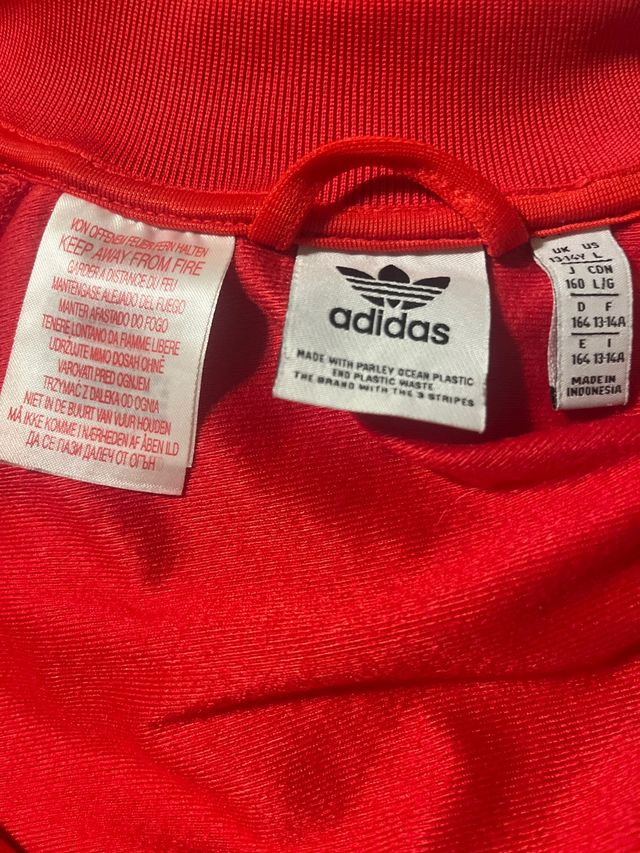 VON OFFENEM FEUER FERN HALTEN
KEEP AWAY FROM FIRE
GARDER A DISTANCE DU FEU
MANTENGASE ALEJADO DEL FUEGO
MANTER AFASTADO DO FOGO
TENERE LONTANO DA FIAMME LIBERE
UDRŽUJTE MIMO DOSAH OHNĚ
VAROVATI PRED OGNJEM
TRZYMAĆ Z DALEKA OD OGNIA
NIET IN DE BUURT VAN VUUR HOUDEN
MÅ IKKE KOMME I NÆRHEDEN AF ÅBEN ILD
ДА СЕ ПАЗИ ДАЛЕЧ ОТ ОГЪН
adidas
MADE WITH PARLEY OCEAN PLASTIC
END PLASTIC WASTE
THE BRAND WITH THE 3 STRIPES
UK US
13-14Y L
J CDN
160 L/G
D F
164 13-14A
E I
164 13-14A
MADE IN
INDONESIA